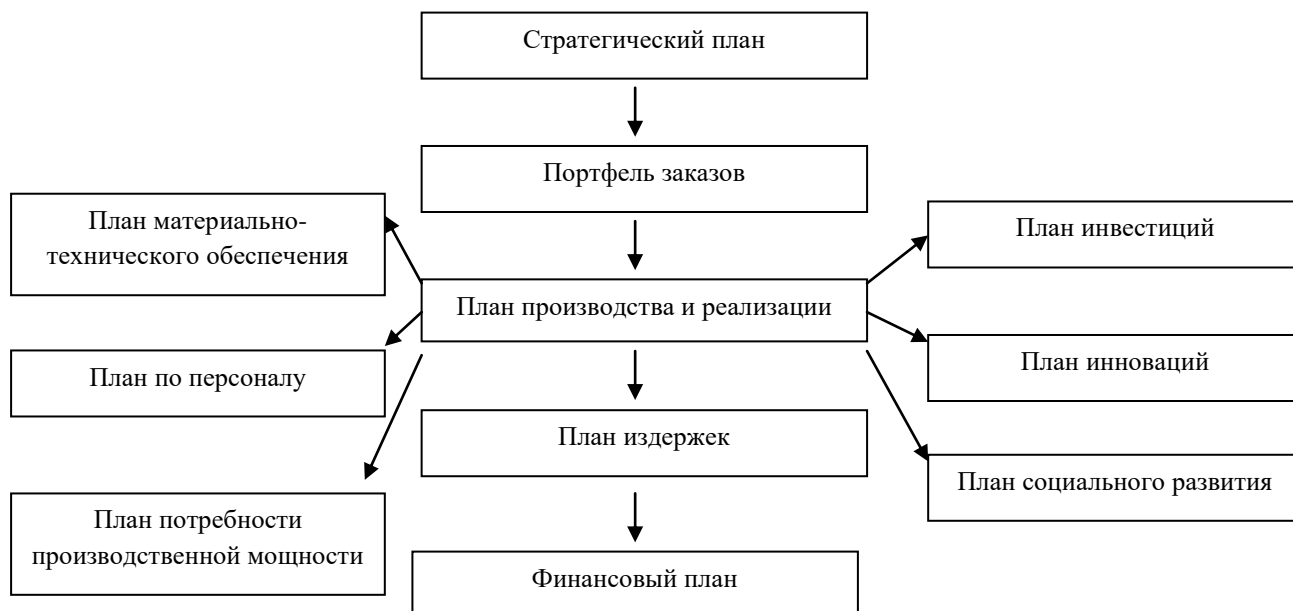 Стратегический план
Портфель заказов
План материально-
технического обеспечения
План инвестиций
План производства и реализации
План по персоналу
План инноваций
План издержек
План социального развития
План потребности
производственной мощности
Финансовый план